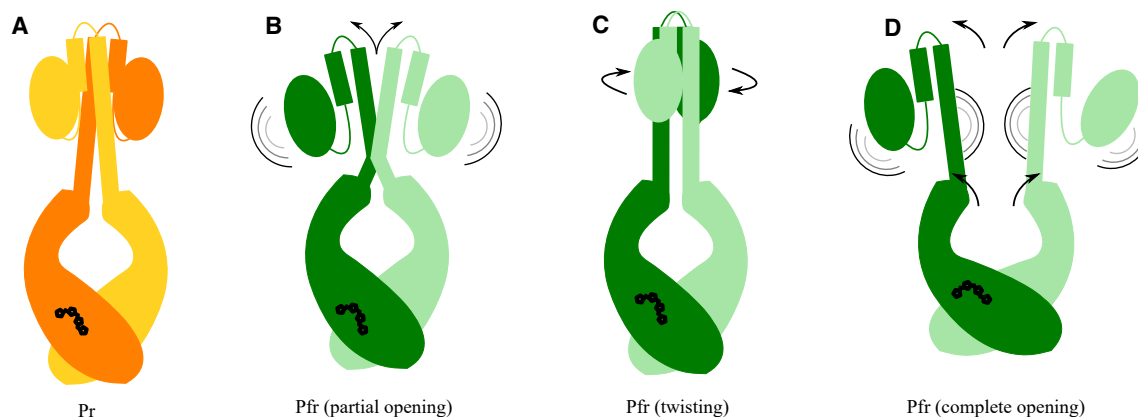 A
B
C
D
Pr
Pfr (partial opening)
Pfr (twisting)
Pfr (complete opening)